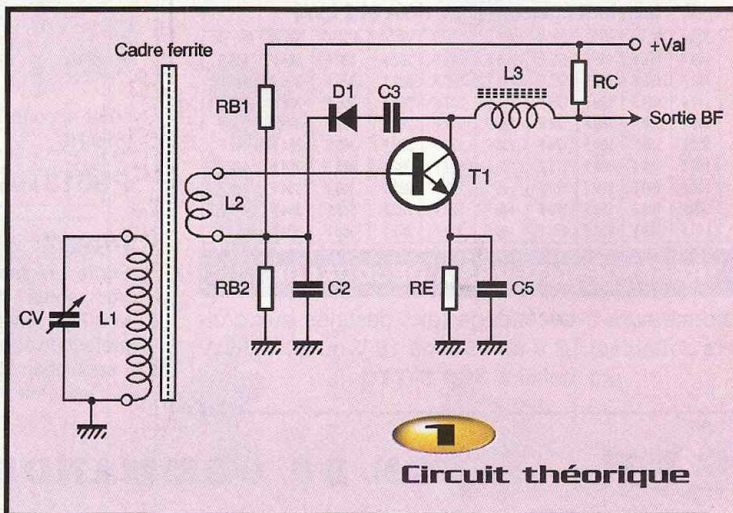 Cadre ferrite
+Val
L3
RC
D1
C3
RB1
Sortie BF
T1
L2
CV
L1
RB2
C2
RE
C5
1
Circuit théorique